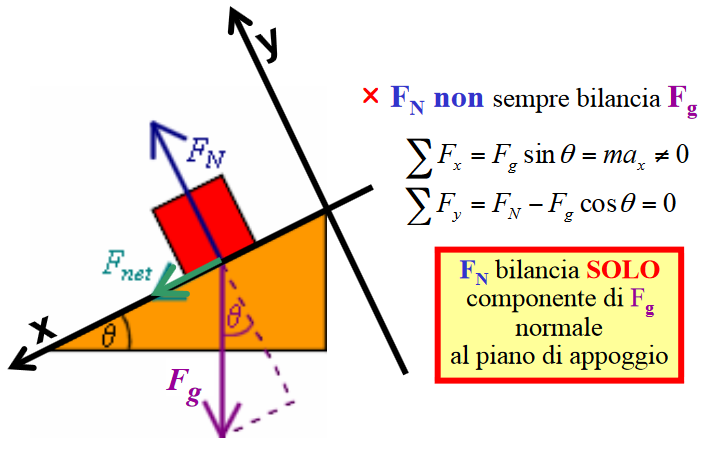 y
× F_N non sempre bilancia F_g
F_N
∑ F_x = F_g sin θ = ma_x ≠ 0
∑ F_y = F_N − F_g cos θ = 0
F_net
F_N bilancia SOLO
componente di F_g
normale
al piano di appoggio
x
θ
θ
F_g